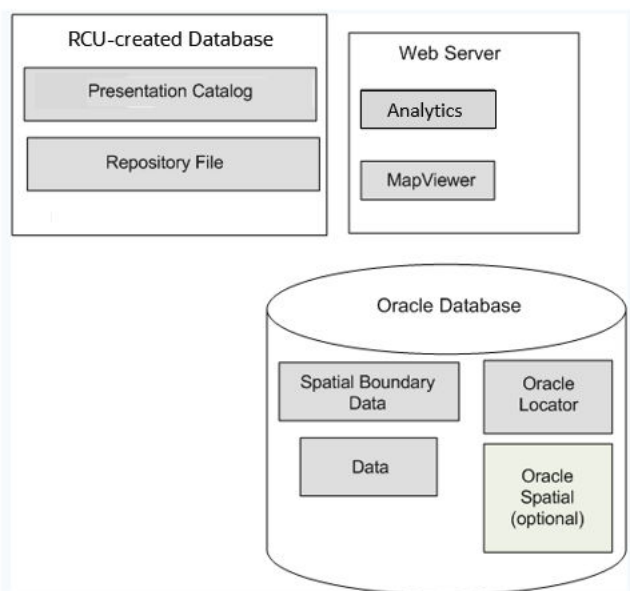 RCU-created Database
Presentation Catalog
Repository File
Web Server
Analytics
MapViewer
Oracle Database
Spatial Boundary
Data
Data
Oracle
Locator
Oracle
Spatial
(optional)